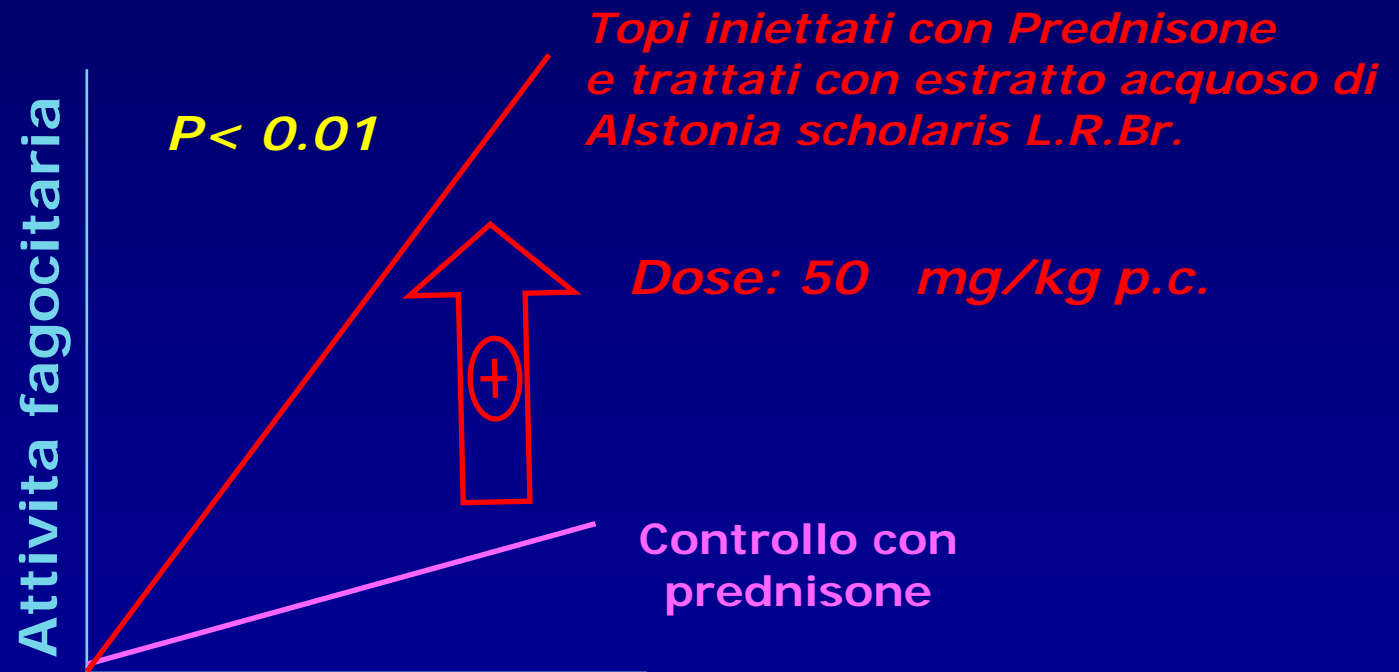 Topi iniettati con Prednisone
e trattati con estratto acquoso di
Alstonia scholaris L.R.Br.
P< 0.01
Attivita fagocitaria
Dose: 50 mg/kg p.c.
+
Controllo con
prednisone